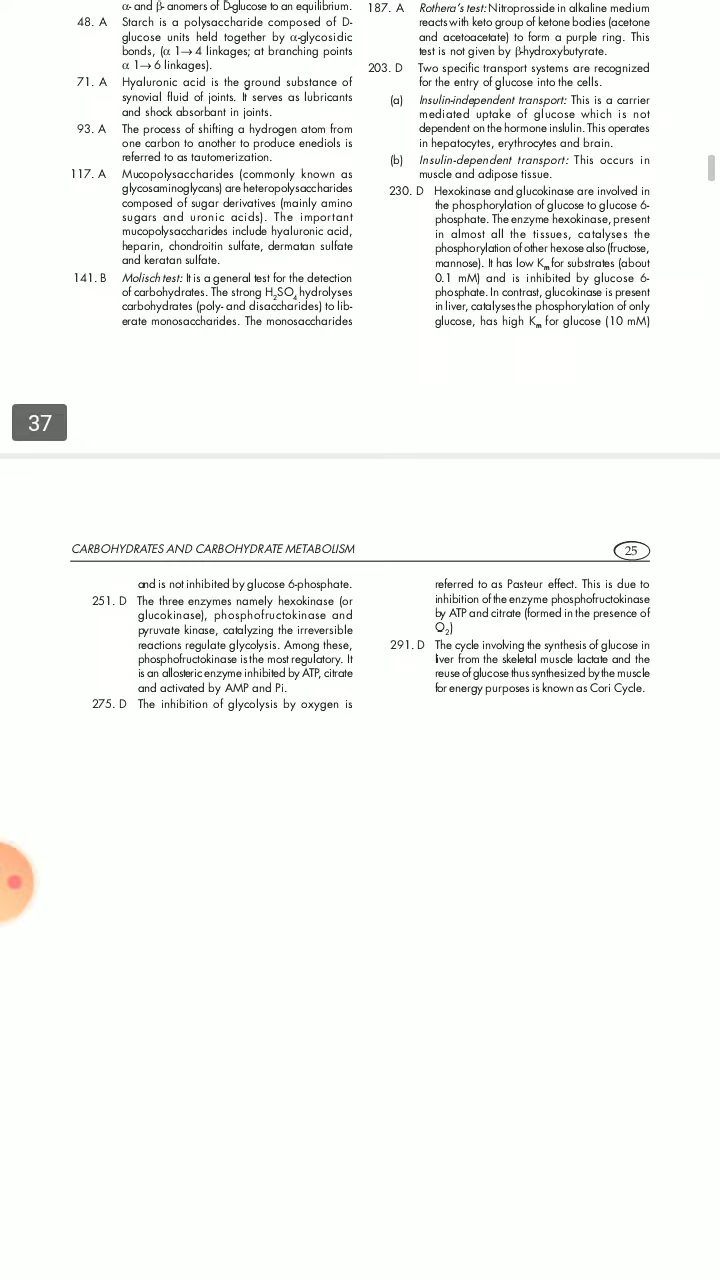 α- and β- anomers of D-glucose to an equilibrium.
48. A Starch is a polysaccharide composed of D-
glucose units held together by α-glycosidic
bonds, (α 1→ 4 linkages; at branching points
α 1→ 6 linkages).
71. A Hyaluronic acid is the ground substance of
synovial fluid of joints. It serves as lubricants
and shock absorbant in joints.
93. A The process of shifting a hydrogen atom from
one carbon to another to produce enediols is
referred to as tautomerization.
117. A Mucopolysaccharides (commonly known as
glycosaminoglycans) are heteropolysaccharides
composed of sugar derivatives (mainly amino
sugars and uronic acids). The important
mucopolysaccharides include hyaluronic acid,
heparin, chondroitin sulfate, dermatan sulfate
and keratan sulfate.
141. B Molisch test: It is a general test for the detection
of carbohydrates. The strong H2SO4 hydrolyses
carbohydrates (poly- and disaccharides) to lib-
erate monosaccharides. The monosaccharides
187. A Rothera's test: Nitroprosside in alkaline medium
reacts with keto group of ketone bodies (acetone
and acetoacetate) to form a purple ring. This
test is not given by β-hydroxybutyrate.
203. D Two specific transport systems are recognized
for the entry of glucose into the cells.
(a) Insulin-independent transport: This is a carrier
mediated uptake of glucose which is not
dependent on the hormone inslulin. This operates
in hepatocytes, erythrocytes and brain.
(b) Insulin-dependent transport: This occurs in
muscle and adipose tissue.
230. D Hexokinase and glucokinase are involved in
the phosphorylation of glucose to glucose 6-
phosphate. The enzyme hexokinase, present
in almost all the tissues, catalyses the
phosphorylation of other hexose also (fructose,
mannose). It has low Km for substrates (about
0.1 mM) and is inhibited by glucose 6-
phosphate. In contrast, glucokinase is present
in liver, catalyses the phosphorylation of only
glucose, has high Km for glucose (10 mM)
37
CARBOHYDRATES AND CARBOHYDRATE METABOLISM 25
and is not inhibited by glucose 6-phosphate.
251. D The three enzymes namely hexokinase (or
glucokinase), phosphofructokinase and
pyruvate kinase, catalyzing the irreversible
reactions regulate glycolysis. Among these,
phosphofructokinase is the most regulatory. It
is an allosteric enzyme inhibited by ATP, citrate
and activated by AMP and Pi.
275. D The inhibition of glycolysis by oxygen is
referred to as Pasteur effect. This is due to
inhibition of the enzyme phosphofructokinase
by ATP and citrate (formed in the presence of
O2)
291. D The cycle involving the synthesis of glucose in
liver from the skeletal muscle lactate and the
reuse of glucose thus synthesized by the muscle
for energy purposes is known as Cori Cycle.